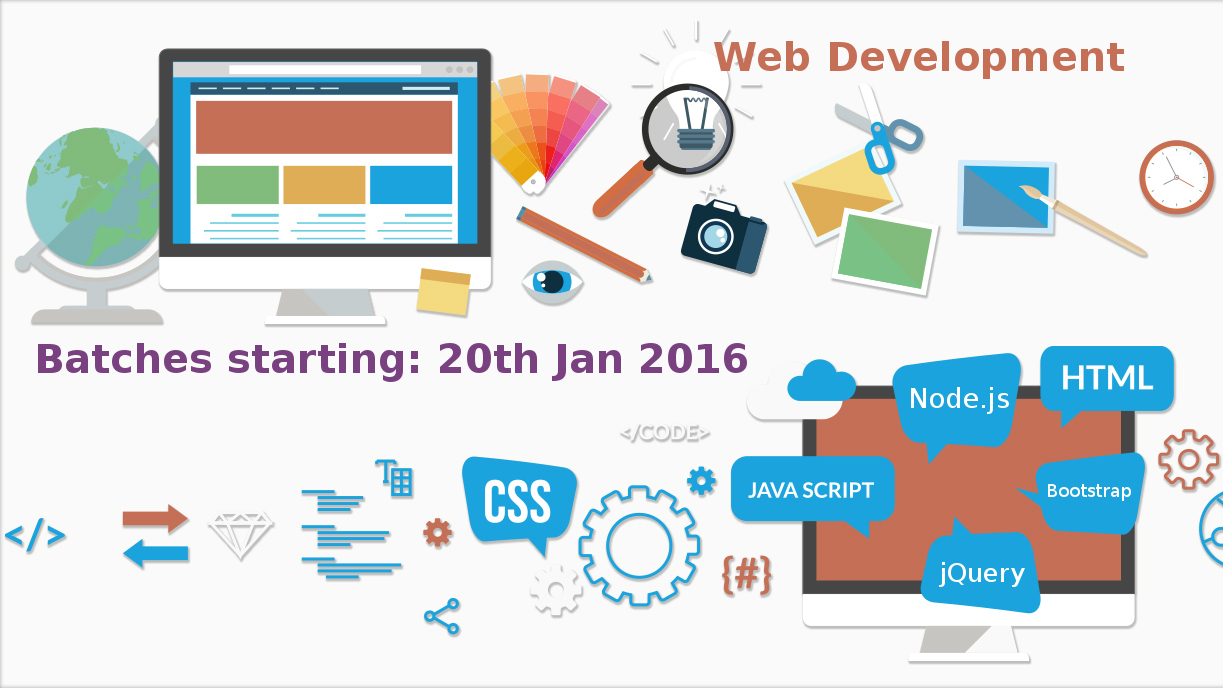 Web Development
Batches starting: 20th Jan 2016
Node.js
HTML
</CODE>
JAVA SCRIPT
CSS
Bootstrap
</>
T
{#}
jQuery